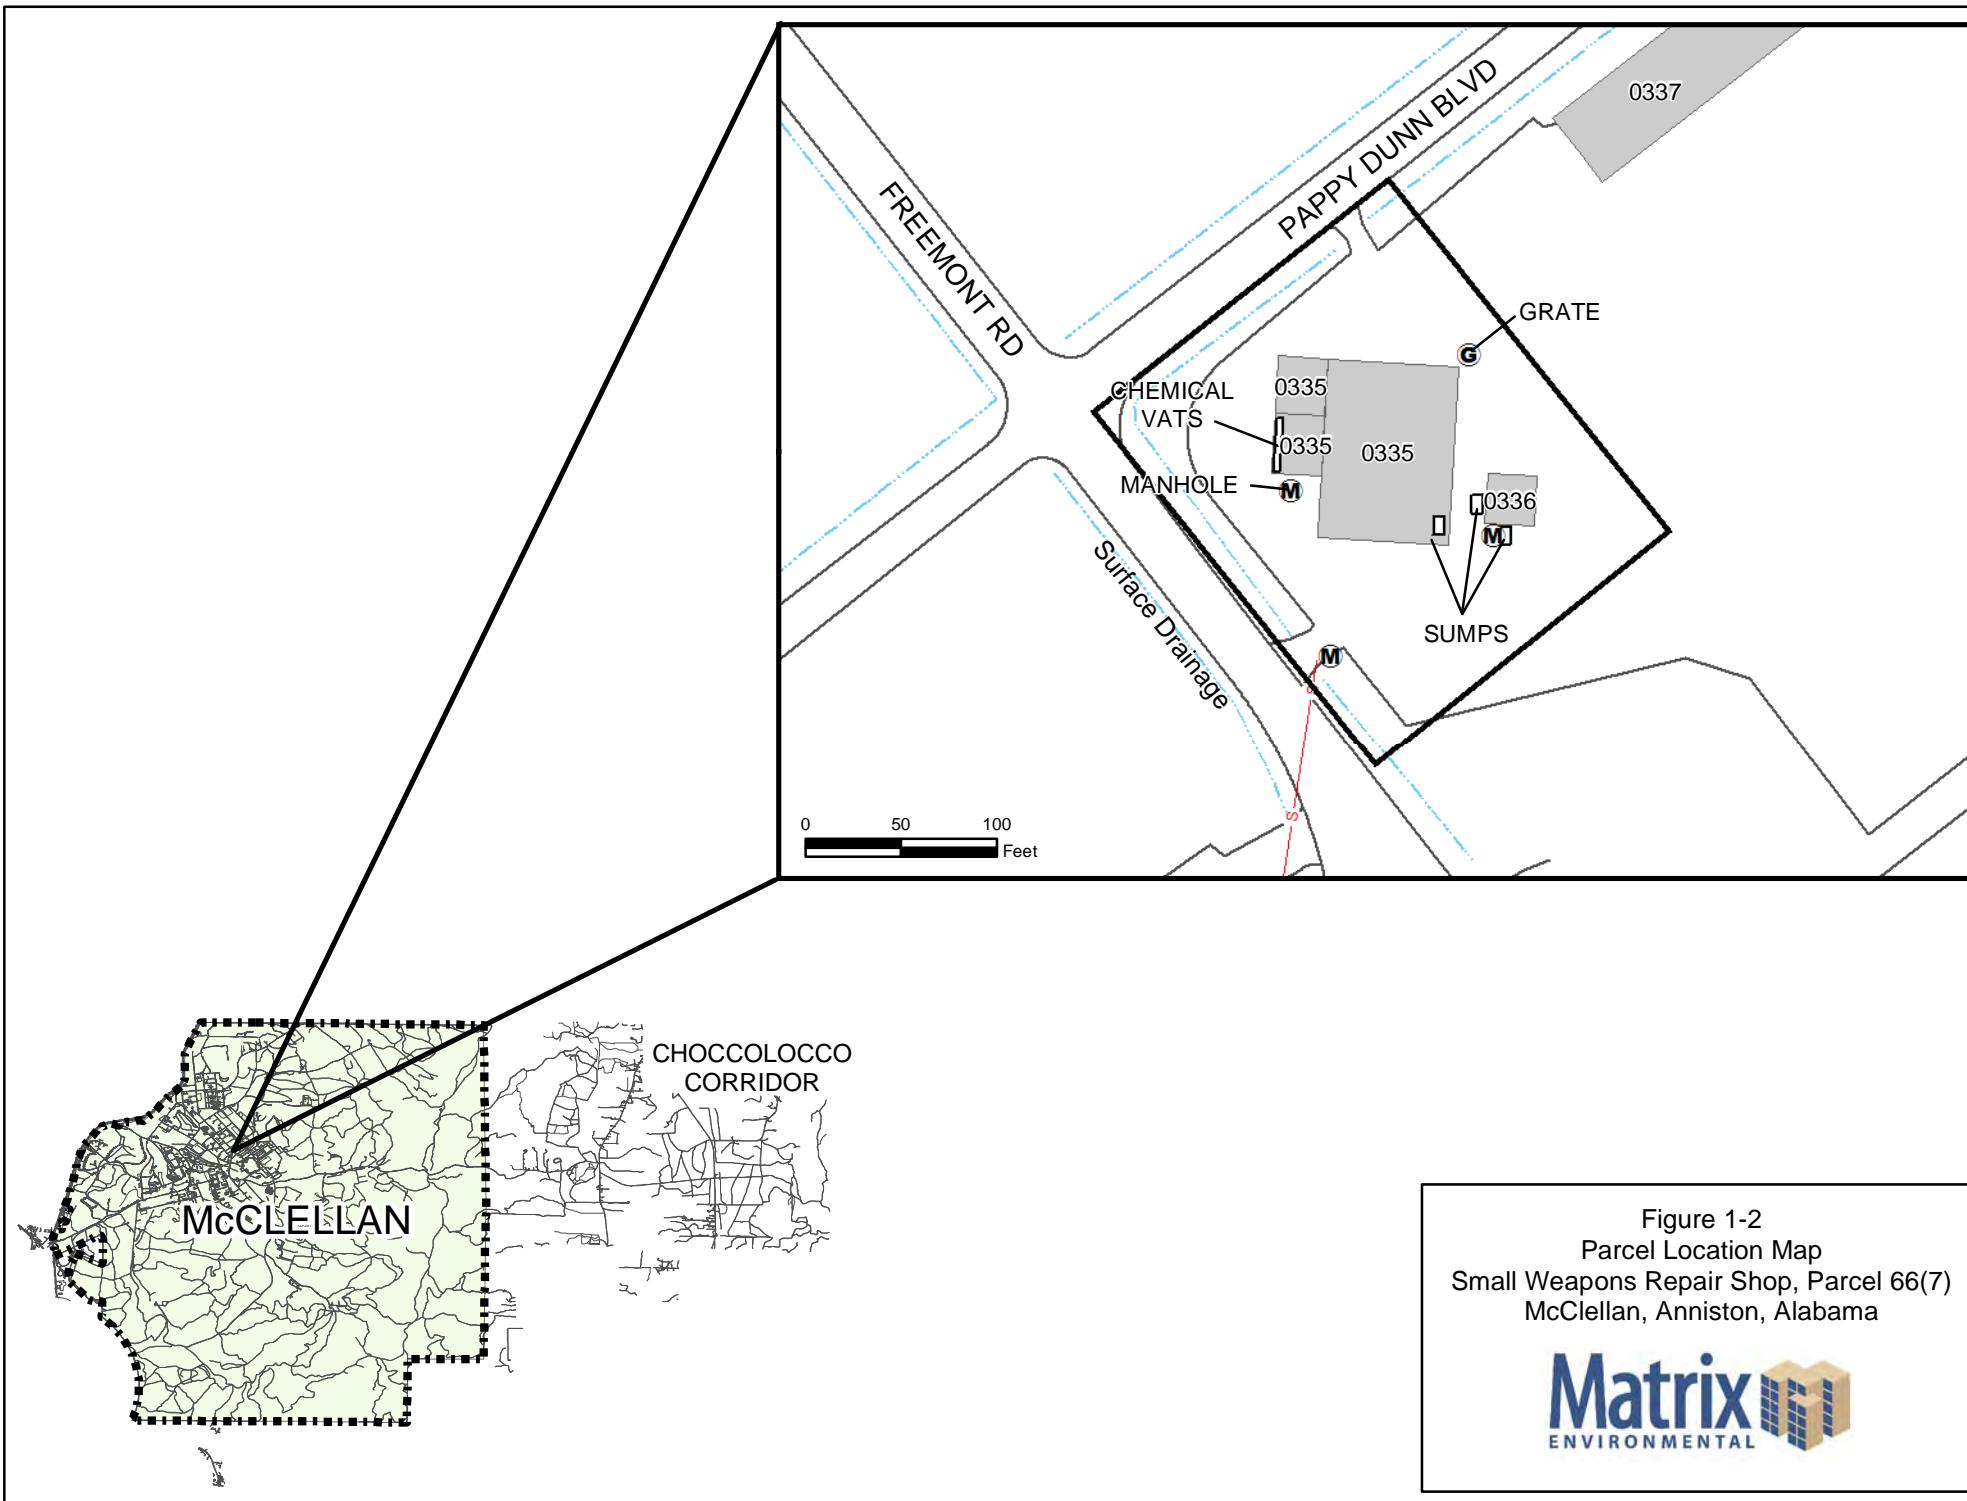 PAPPY DUNN BLVD
0337
FREEMONT RD
GRATE
G
CHEMICAL
VATS
0335
0335
0335
MANHOLE
M
0336
M
SUMPS
Surface Drainage
M
S
S
0 50 100
Feet
CHOCCOLOCCO
CORRIDOR
McCLELLAN
Figure 1-2
Parcel Location Map
Small Weapons Repair Shop, Parcel 66(7)
McClellan, Anniston, Alabama
Matrix
ENVIRONMENTAL